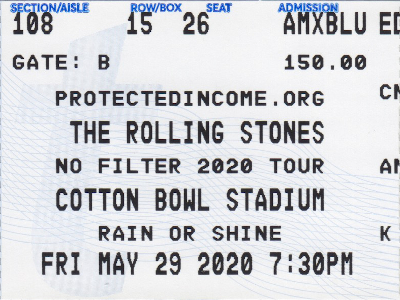 SECTION/AISLE ROW/BOX SEAT ADMISSION
108 15 26 AMXBLU ED
GATE: B 150.00
CN
PROTECTEDINCOME.ORG
THE ROLLING STONES
NO FILTER 2020 TOUR AN
COTTON BOWL STADIUM
RAIN OR SHINE K
FRI MAY 29 2020 7:30PM